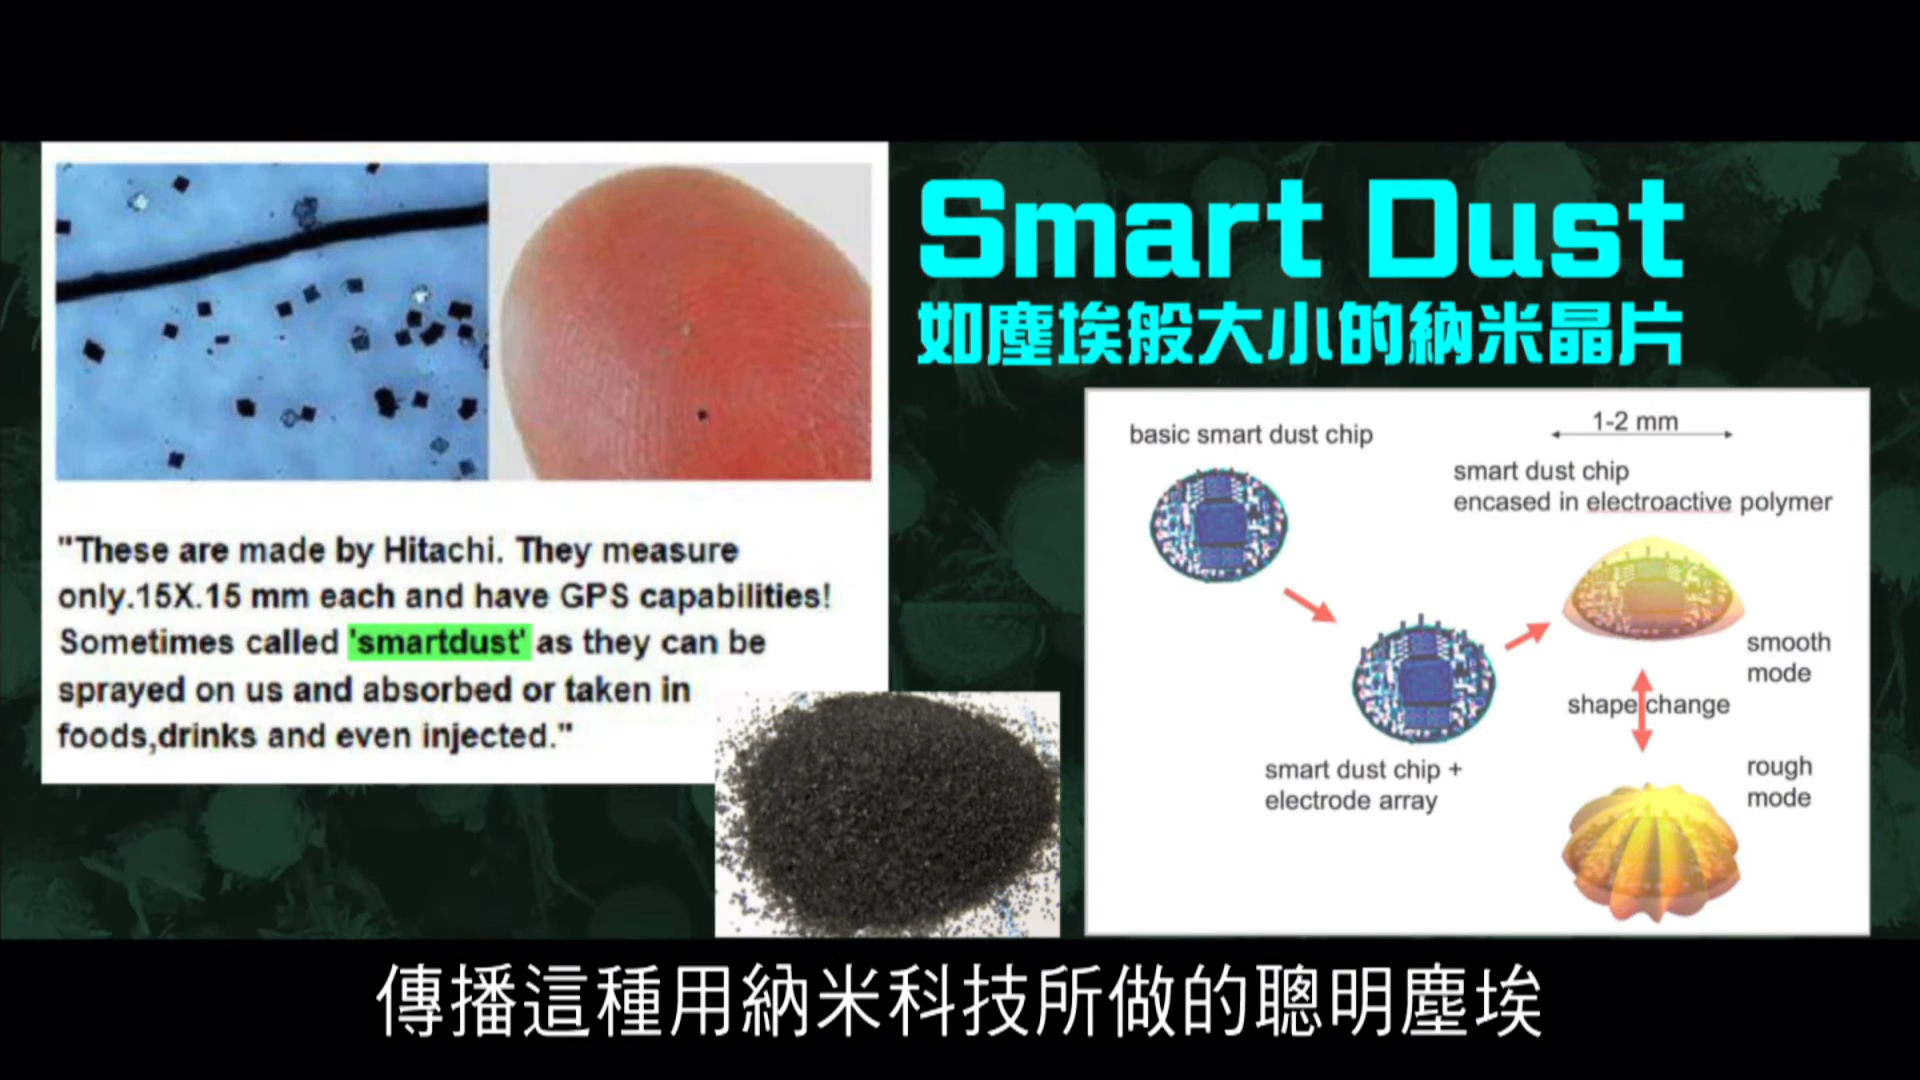 Smart Dust
如塵埃般大小的納米晶片
"These are made by Hitachi. They measure
only.15X.15 mm each and have GPS capabilities!
Sometimes called 'smartdust' as they can be
sprayed on us and absorbed or taken in
foods,drinks and even injected."
basic smart dust chip
1-2 mm
smart dust chip
encased in electroactive polymer
smooth
mode
shape change
smart dust chip +
electrode array
rough
mode
傳播這種用納米科技所做的聰明塵埃